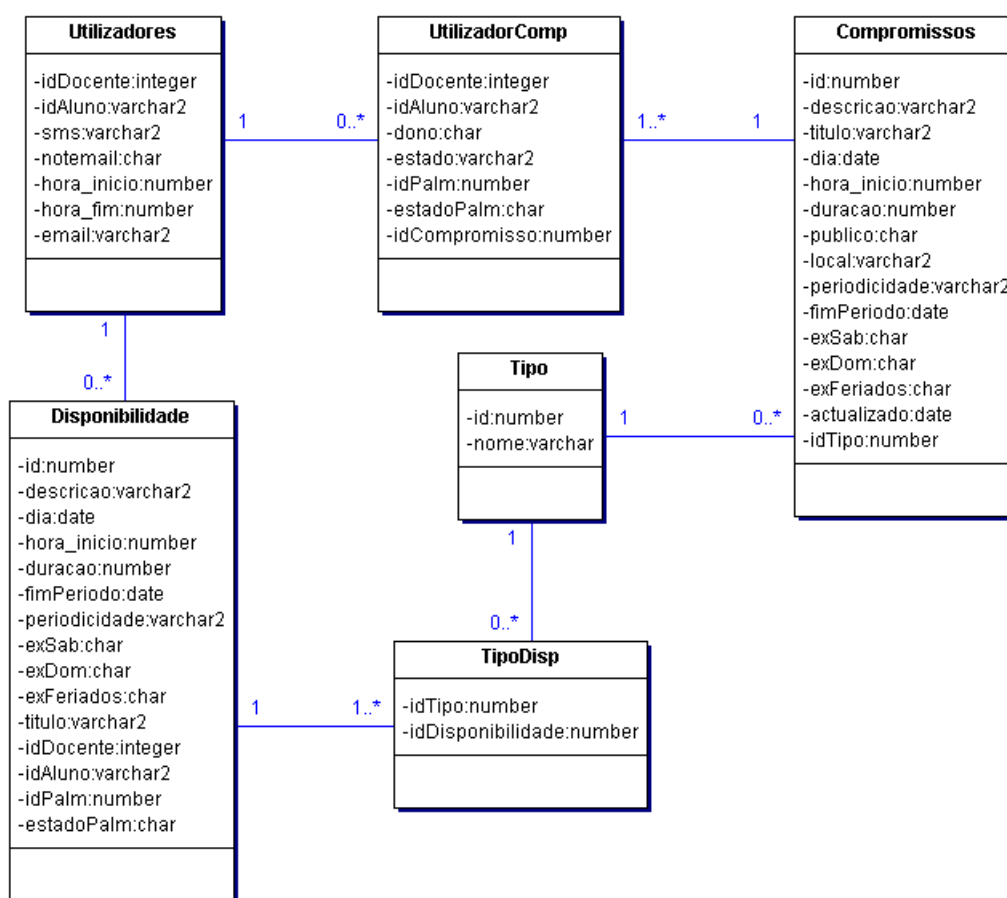 Utilizadores
-idDocente:integer
-idAluno:varchar2
-sms:varchar2
-notemail:char
-hora_inicio:number
-hora_fim:number
-email:varchar2
1
0..*
UtilizadorComp
-idDocente:integer
-idAluno:varchar2
-dono:char
-estado:varchar2
-idPalm:number
-estadoPalm:char
-idCompromisso:number
1..*
1
Compromissos
-id:number
-descricao:varchar2
-titulo:varchar2
-dia:date
-hora_inicio:number
-duracao:number
-publico:char
-local:varchar2
-periodicidade:varchar2
-fimPeriodo:date
-exSab:char
-exDom:char
-exFeriados:char
-actualizado:date
-idTipo:number
1
0..*
Tipo
-id:number
-nome:varchar
1
0..*
1
0..*
Disponibilidade
-id:number
-descricao:varchar2
-dia:date
-hora_inicio:number
-duracao:number
-fimPeriodo:date
-periodicidade:varchar2
-exSab:char
-exDom:char
-exFeriados:char
-titulo:varchar2
-idDocente:integer
-idAluno:varchar2
-idPalm:number
-estadoPalm:char
1
1..*
TipoDisp
-idTipo:number
-idDisponibilidade:number